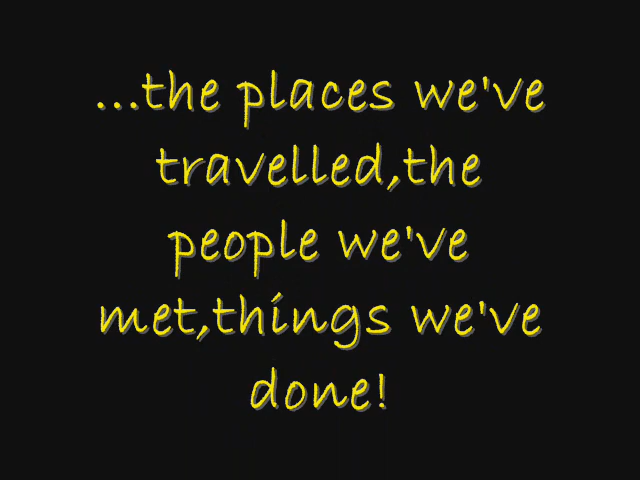 ...the places we've
travelled,the
people we've
met,things we've
done!